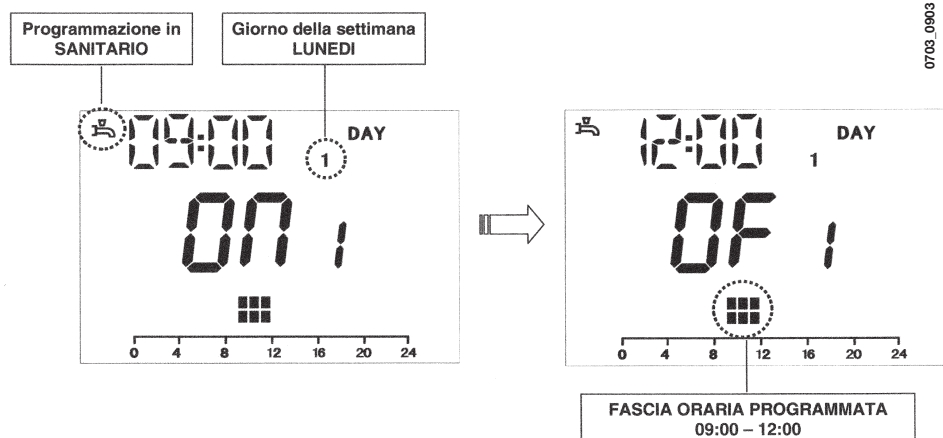 Programmazione in
SANITARIO
Giorno della settimana
LUNEDI
0703_0903
09:00
DAY
1
ON 1
0 4 8 12 16 20 24
12:00
DAY
1
OF 1
0 4 8 12 16 20 24
FASCIA ORARIA PROGRAMMATA
09:00 – 12:00